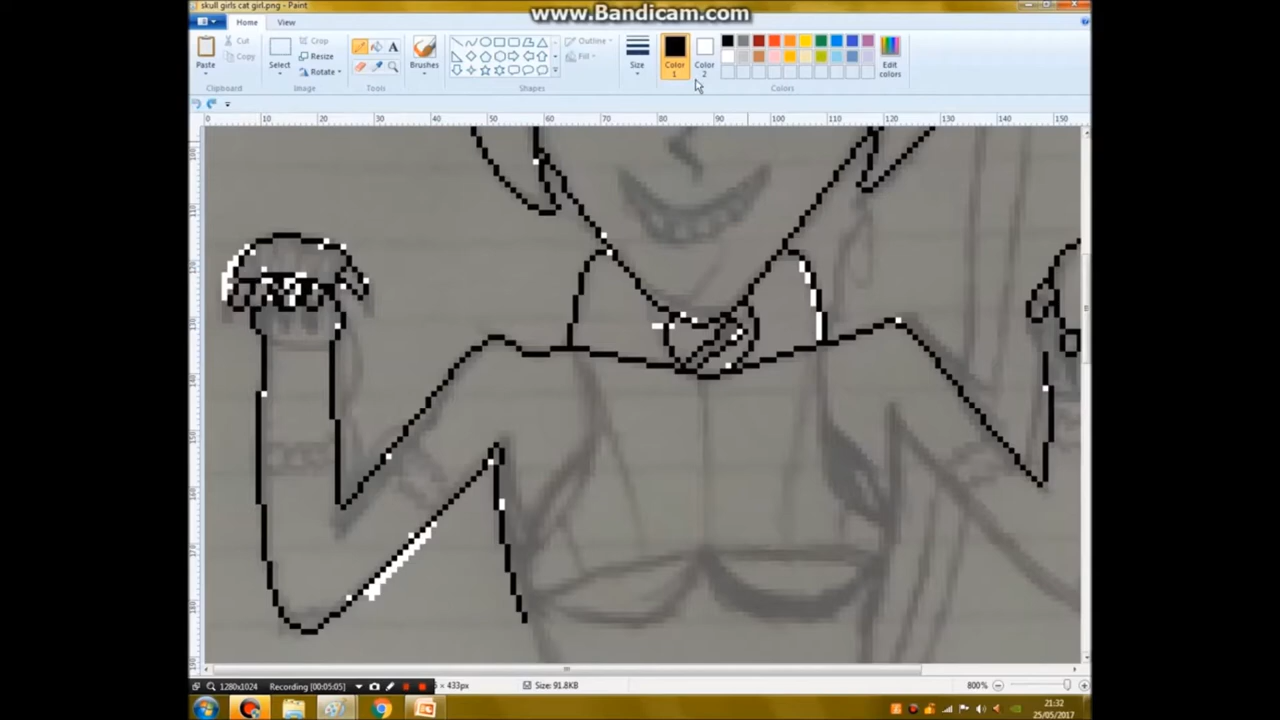 www.Bandicam.com
skull girls cat girl.png - Paint
Home View
Paste
Cut
Copy
Clipboard
Select
Crop
Resize
Rotate
Image
A
Tools
Brushes
Shapes
Outline
Fill
Size
Color
1
Color
2
Edit
colors
Colors
0 10 20 30 40 50 60 70 80 90 100 110 120 130 140 150
1280x1024 Recording [00:05:05]
× 433px
Size: 91.8KB
800%
21:32
25/05/2017